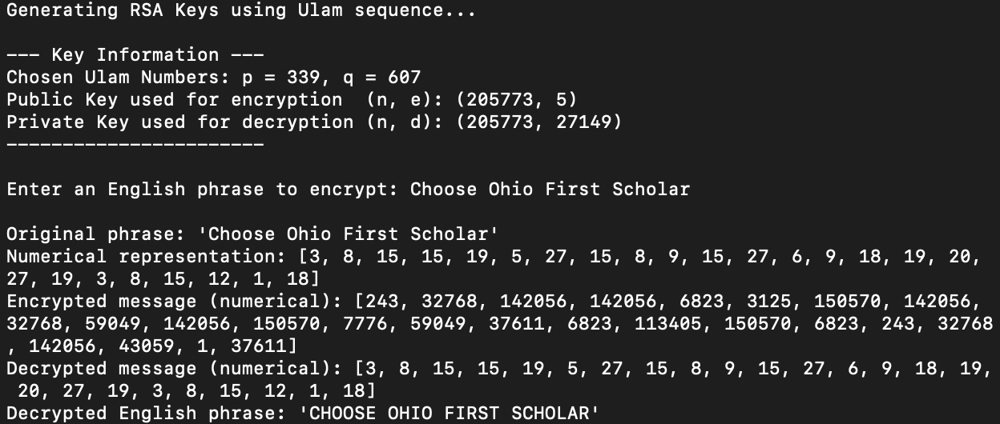 Generating RSA Keys using Ulam sequence...
--- Key Information ---
Chosen Ulam Numbers: p = 339, q = 607
Public Key used for encryption  (n, e): (205773, 5)
Private Key used for decryption (n, d): (205773, 27149)
-----------------------
Enter an English phrase to encrypt: Choose Ohio First Scholar
Original phrase: 'Choose Ohio First Scholar'
Numerical representation: [3, 8, 15, 15, 19, 5, 27, 15, 8, 9, 15, 27, 6, 9, 18, 19, 20,
27, 19, 3, 8, 15, 12, 1, 18]
Encrypted message (numerical): [243, 32768, 142056, 142056, 6823, 3125, 150570, 142056,
32768, 59049, 142056, 150570, 7776, 59049, 37611, 6823, 113405, 150570, 6823, 243, 32768
, 142056, 43059, 1, 37611]
Decrypted message (numerical): [3, 8, 15, 15, 19, 5, 27, 15, 8, 9, 15, 27, 6, 9, 18, 19,
 20, 27, 19, 3, 8, 15, 12, 1, 18]
Decrypted English phrase: 'CHOOSE OHIO FIRST SCHOLAR'